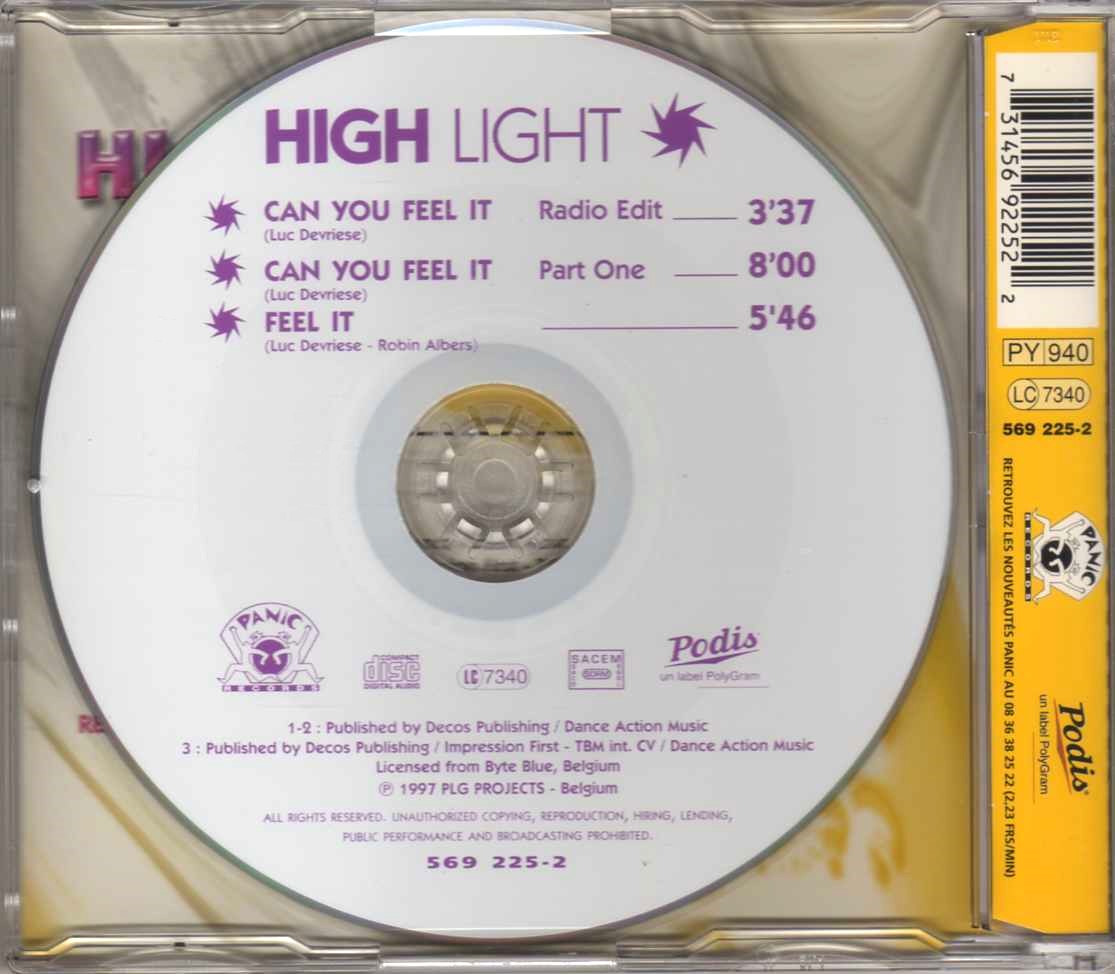 HIGH LIGHT
CAN YOU FEEL IT Radio Edit 3'37
(Luc Devriese)
CAN YOU FEEL IT Part One 8'00
(Luc Devriese)
FEEL IT 5'46
(Luc Devriese - Robin Albers)
PANIC
RECORDS
COMPACT
disc
DIGITAL AUDIO
LC 7340
SACEM
SDRM
Podis
un label PolyGram
1-2 : Published by Decos Publishing / Dance Action Music
3 : Published by Decos Publishing / Impression First - TBM int. CV / Dance Action Music
Licensed from Byte Blue, Belgium
℗ 1997 PLG PROJECTS - Belgium
ALL RIGHTS RESERVED. UNAUTHORIZED COPYING, REPRODUCTION, HIRING, LENDING,
PUBLIC PERFORMANCE AND BROADCASTING PROHIBITED.
569 225-2
7 31456 92252 2
PY 940
LC 7340
569 225-2
PANIC
RECORDS
RETROUVEZ LES NOUVEAUTÉS PANIC AU 08 36 38 25 22 (2,23 FRS/MIN)
Podis
un label PolyGram